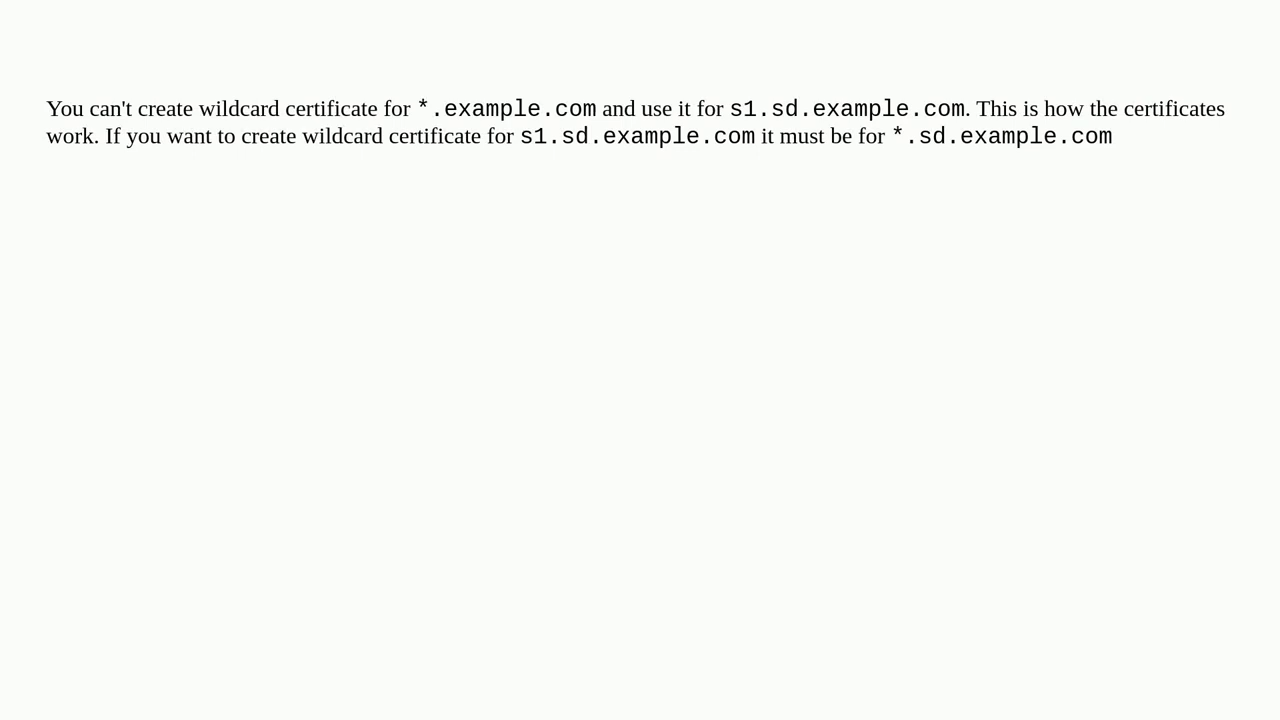 You can't create wildcard certificate for *.example.com and use it for s1.sd.example.com. This is how the certificates
work. If you want to create wildcard certificate for s1.sd.example.com it must be for *.sd.example.com